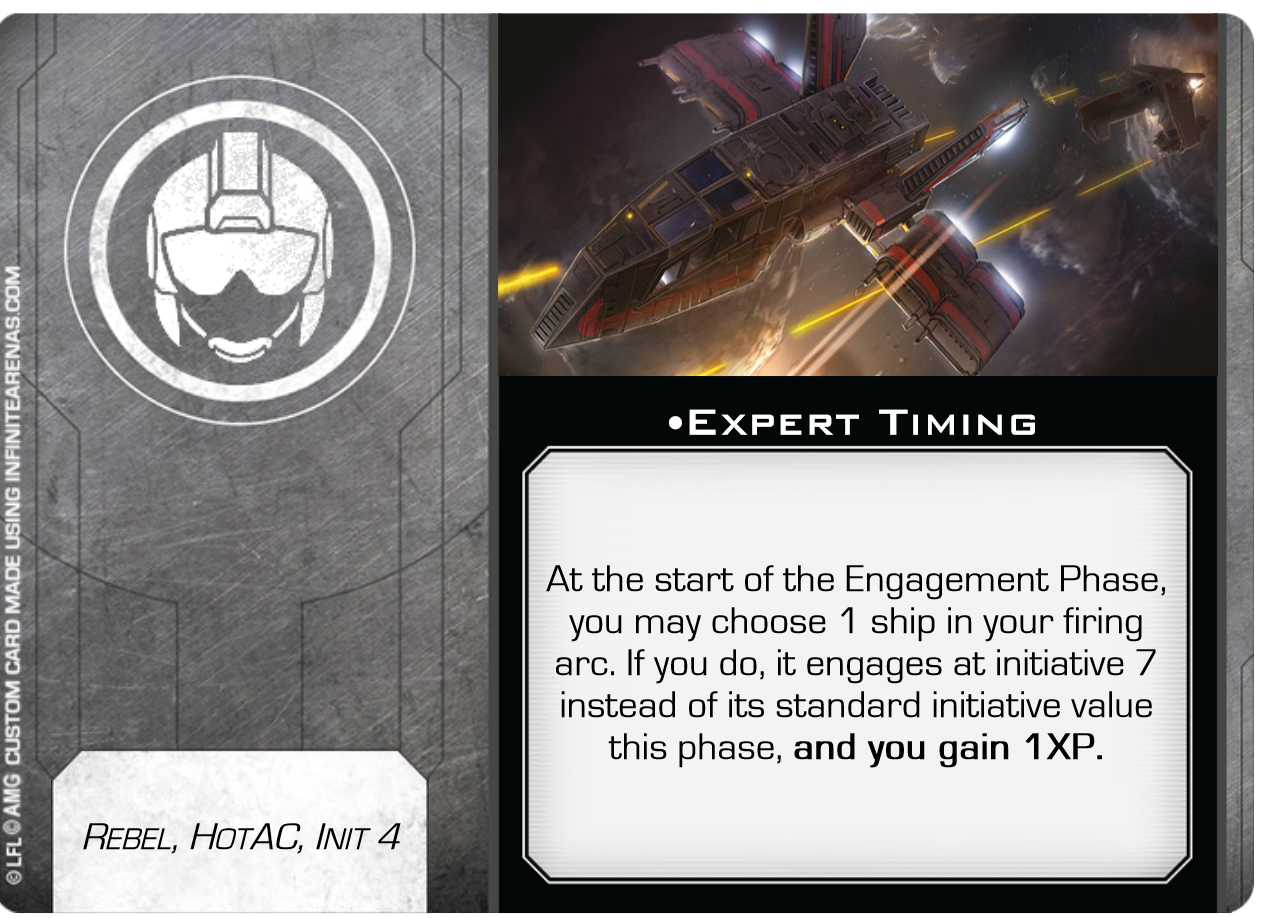 •Expert Timing
At the start of the Engagement Phase,
you may choose 1 ship in your firing
arc. If you do, it engages at initiative 7
instead of its standard initiative value
this phase, and you gain 1XP.
Rebel, HotAC, Init 4
© LFL © AMG CUSTOM CARD MADE USING INFINITEARENAS.COM